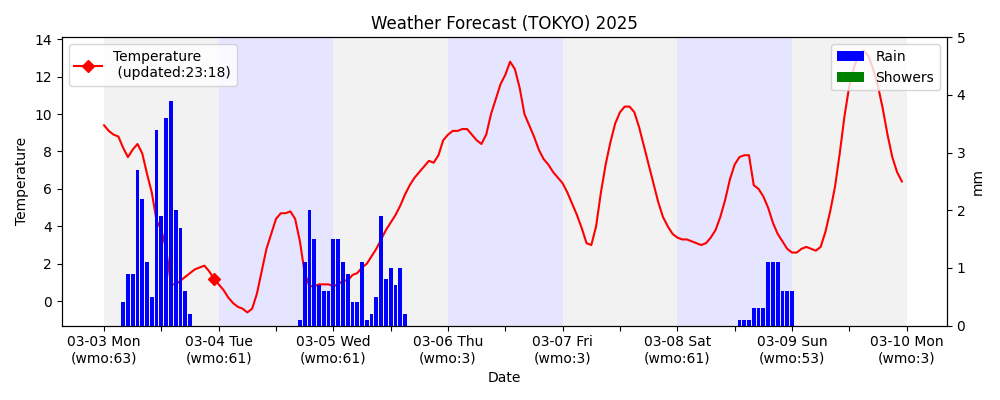 Weather Forecast (TOKYO) 2025
Temperature
(updated:23:18)
Rain
Showers
14
12
10
8
6
4
2
0
Temperature
5
4
3
2
1
0
mm
03-03 Mon
(wmo:63)
03-04 Tue
(wmo:61)
03-05 Wed
(wmo:61)
03-06 Thu
(wmo:3)
03-07 Fri
(wmo:3)
03-08 Sat
(wmo:61)
03-09 Sun
(wmo:53)
03-10 Mon
(wmo:3)
Date